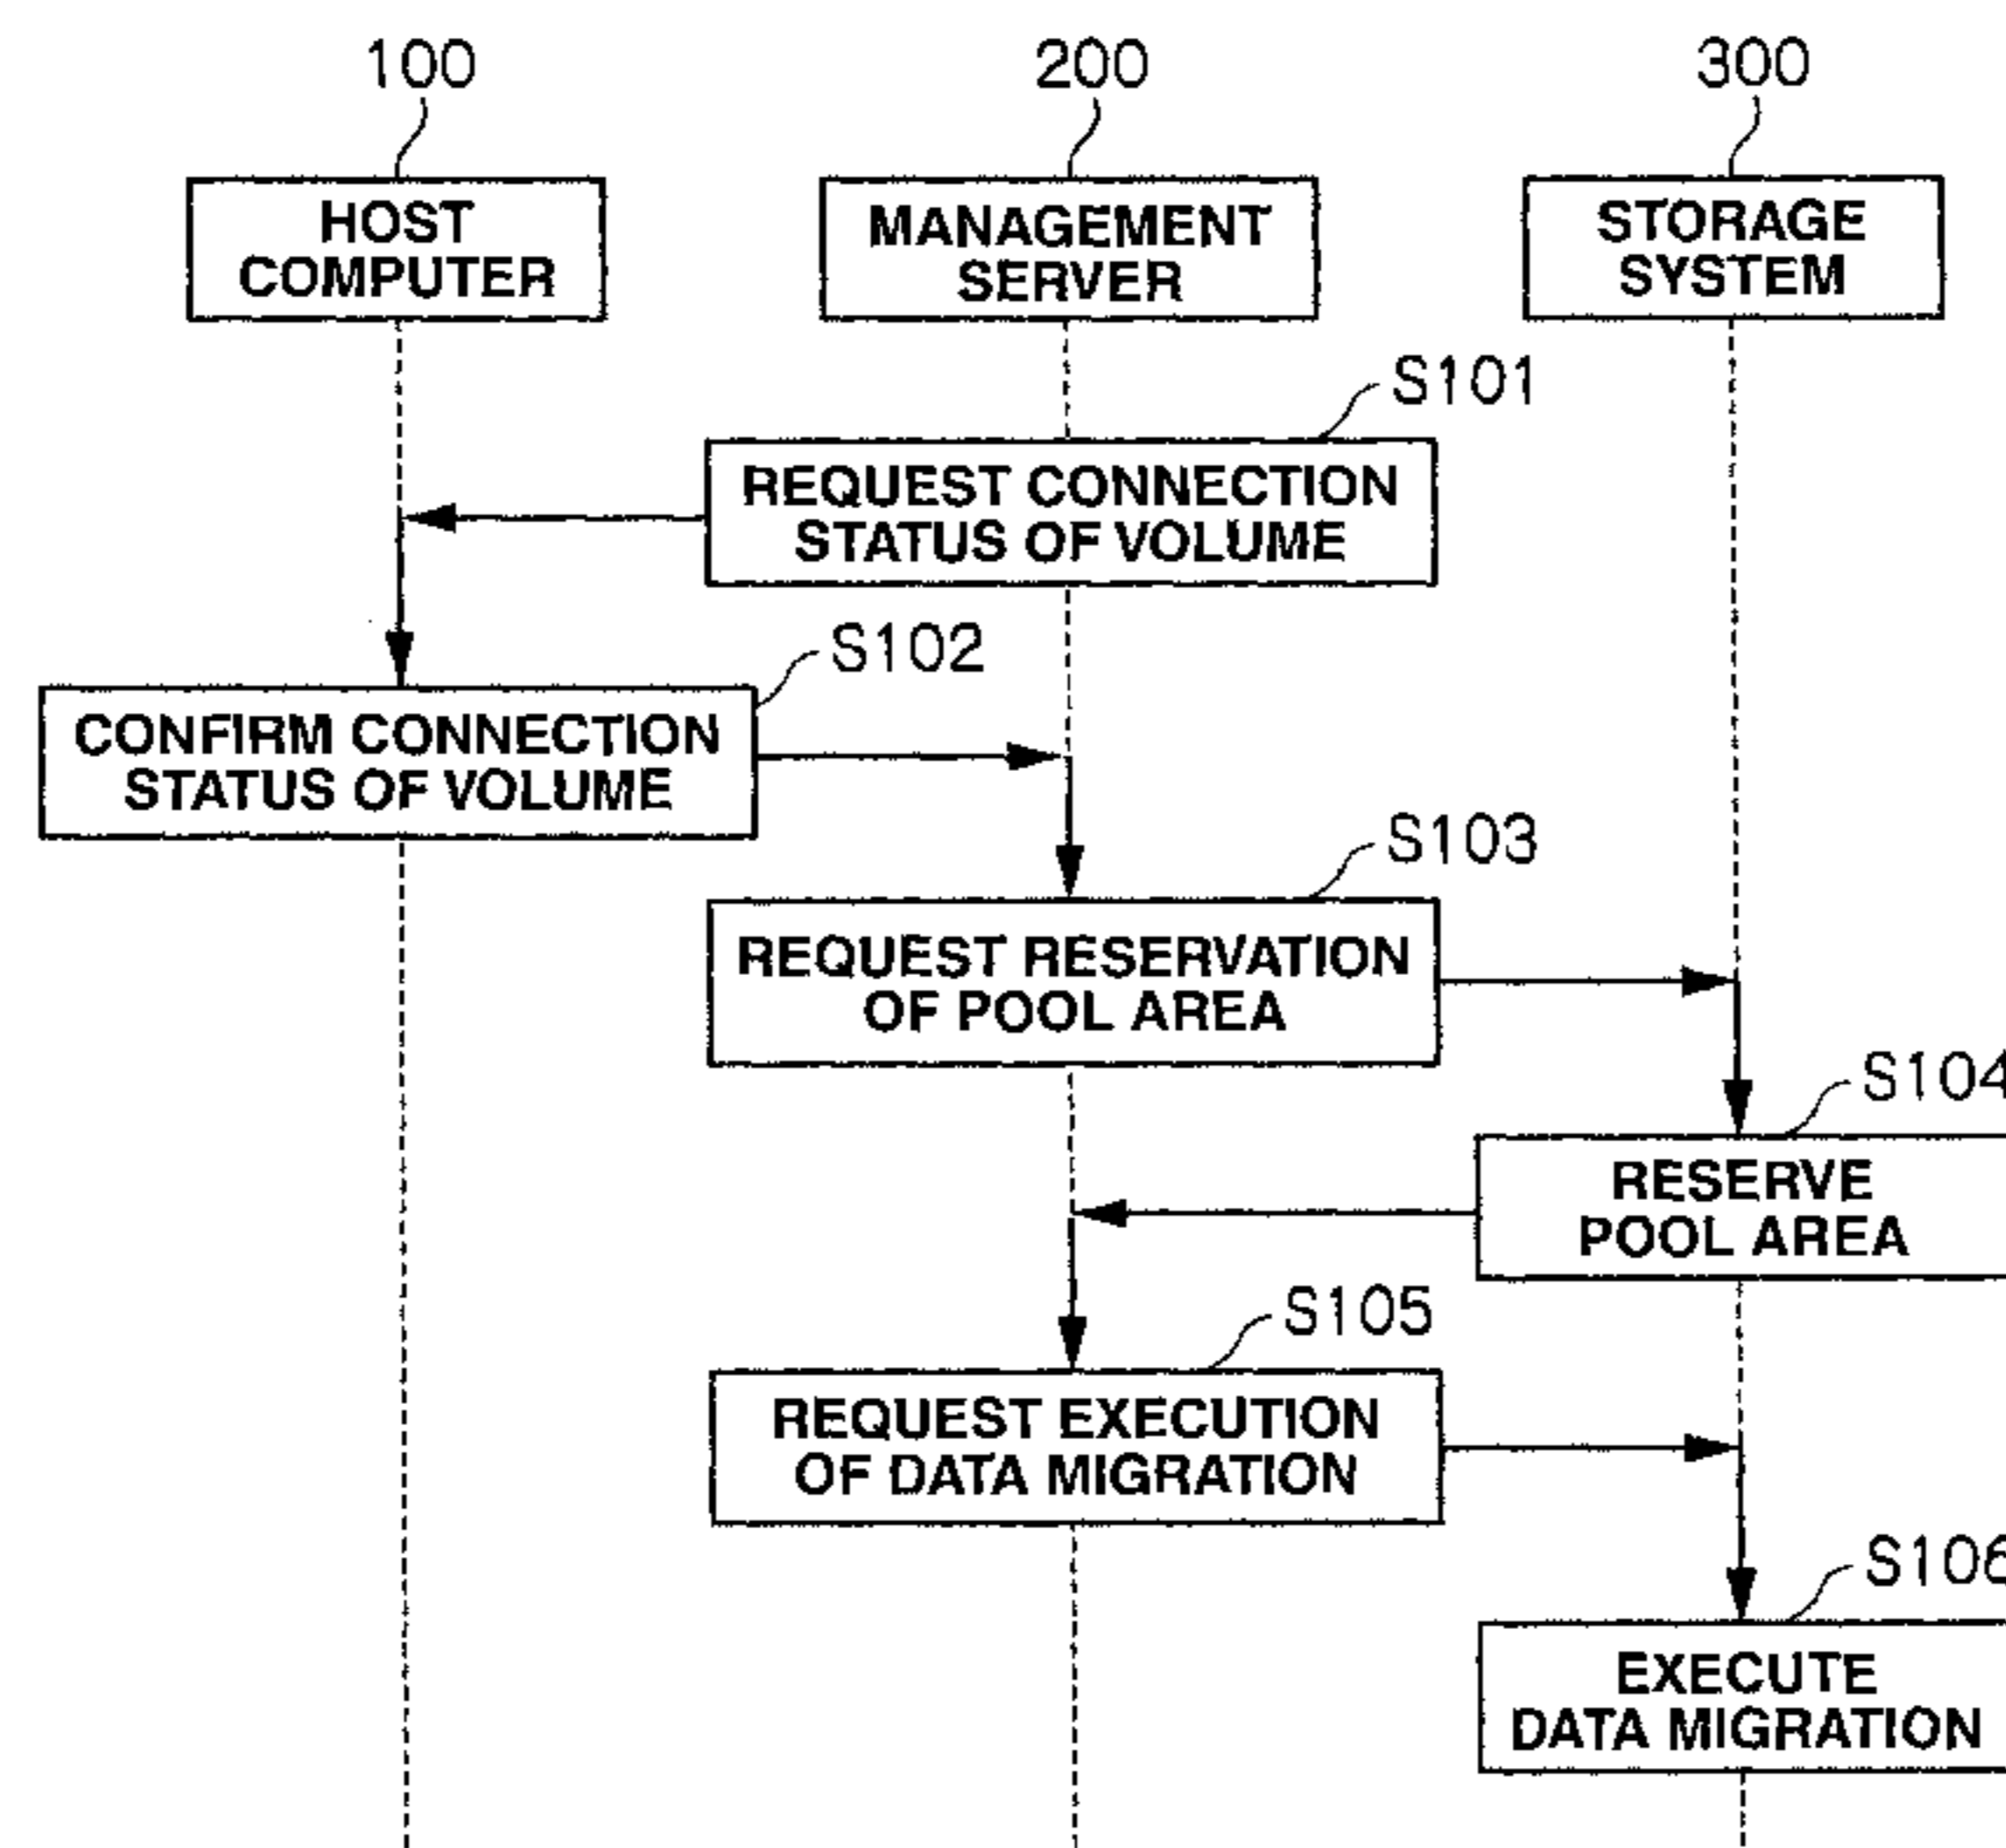 100
200
300
HOST
COMPUTER
MANAGEMENT
SERVER
STORAGE
SYSTEM
S101
REQUEST CONNECTION
STATUS OF VOLUME
S102
CONFIRM CONNECTION
STATUS OF VOLUME
S103
REQUEST RESERVATION
OF POOL AREA
S104
RESERVE
POOL AREA
S105
REQUEST EXECUTION
OF DATA MIGRATION
S106
EXECUTE
DATA MIGRATION